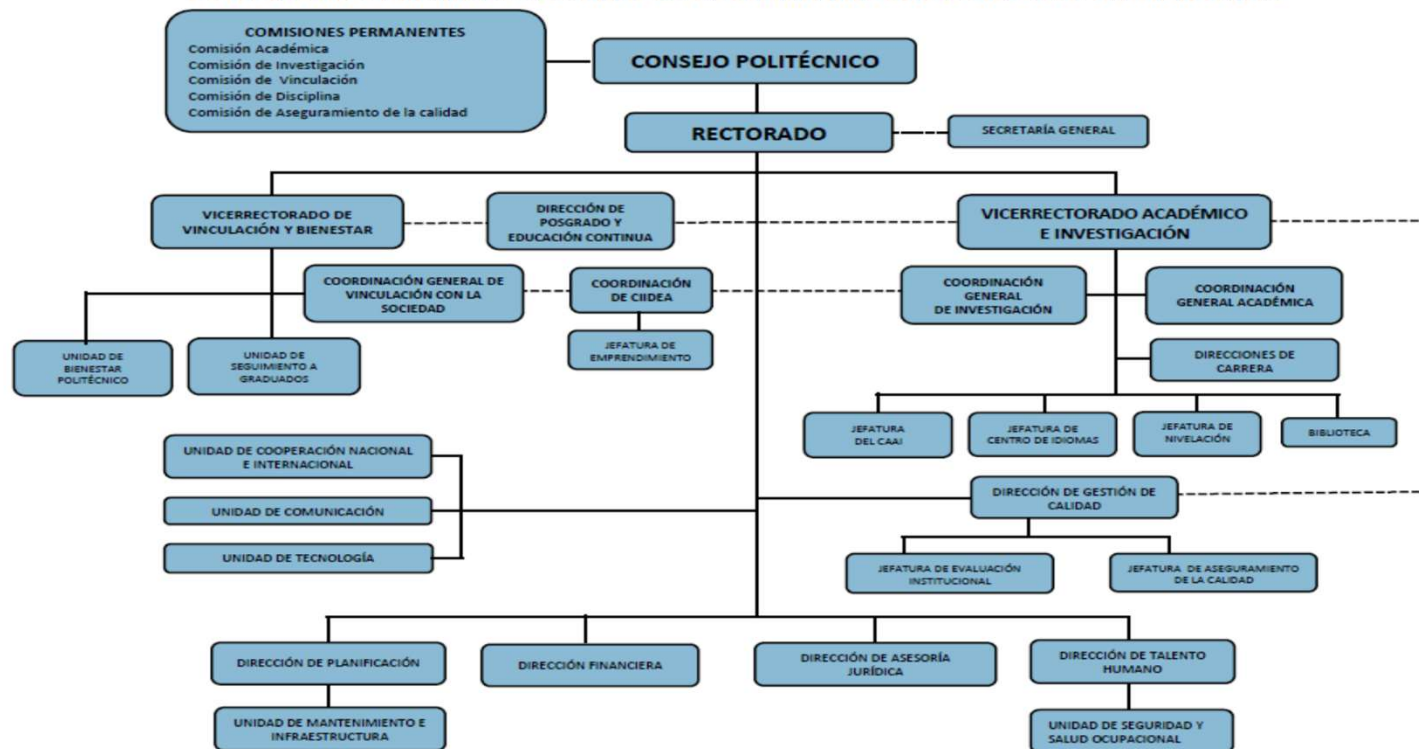 COMISIONES PERMANENTES
Comisión Académica
Comisión de Investigación
Comisión de Vinculación
Comisión de Disciplina
Comisión de Aseguramiento de la calidad
CONSEJO POLITÉCNICO
RECTORADO
SECRETARÍA GENERAL
VICERRECTORADO DE
VINCULACIÓN Y BIENESTAR
DIRECCIÓN DE
POSGRADO Y
EDUCACIÓN CONTINUA
VICERRECTORADO ACADÉMICO
E INVESTIGACIÓN
COORDINACIÓN GENERAL DE
VINCULACIÓN CON LA
SOCIEDAD
COORDINACIÓN
DE CIIDEA
COORDINACIÓN
GENERAL
DE INVESTIGACIÓN
COORDINACIÓN
GENERAL ACADÉMICA
UNIDAD DE
BIENESTAR
POLITÉCNICO
UNIDAD DE
SEGUIMIENTO A
GRADUADOS
JEFATURA DE
EMPRENDIMIENTO
DIRECCIONES DE
CARRERA
JEFATURA
DEL CAAI
JEFATURA DE
CENTRO DE IDIOMAS
JEFATURA DE
NIVELACIÓN
BIBLIOTECA
UNIDAD DE COOPERACIÓN NACIONAL
E INTERNACIONAL
UNIDAD DE COMUNICACIÓN
UNIDAD DE TECNOLOGÍA
DIRECCIÓN DE GESTIÓN DE
CALIDAD
JEFATURA DE EVALUACIÓN
INSTITUCIONAL
JEFATURA DE ASEGURAMIENTO
DE LA CALIDAD
DIRECCIÓN DE PLANIFICACIÓN
DIRECCIÓN FINANCIERA
DIRECCIÓN DE ASESORÍA
JURÍDICA
DIRECCIÓN DE TALENTO
HUMANO
UNIDAD DE MANTENIMIENTO E
INFRAESTRUCTURA
UNIDAD DE SEGURIDAD Y
SALUD OCUPACIONAL